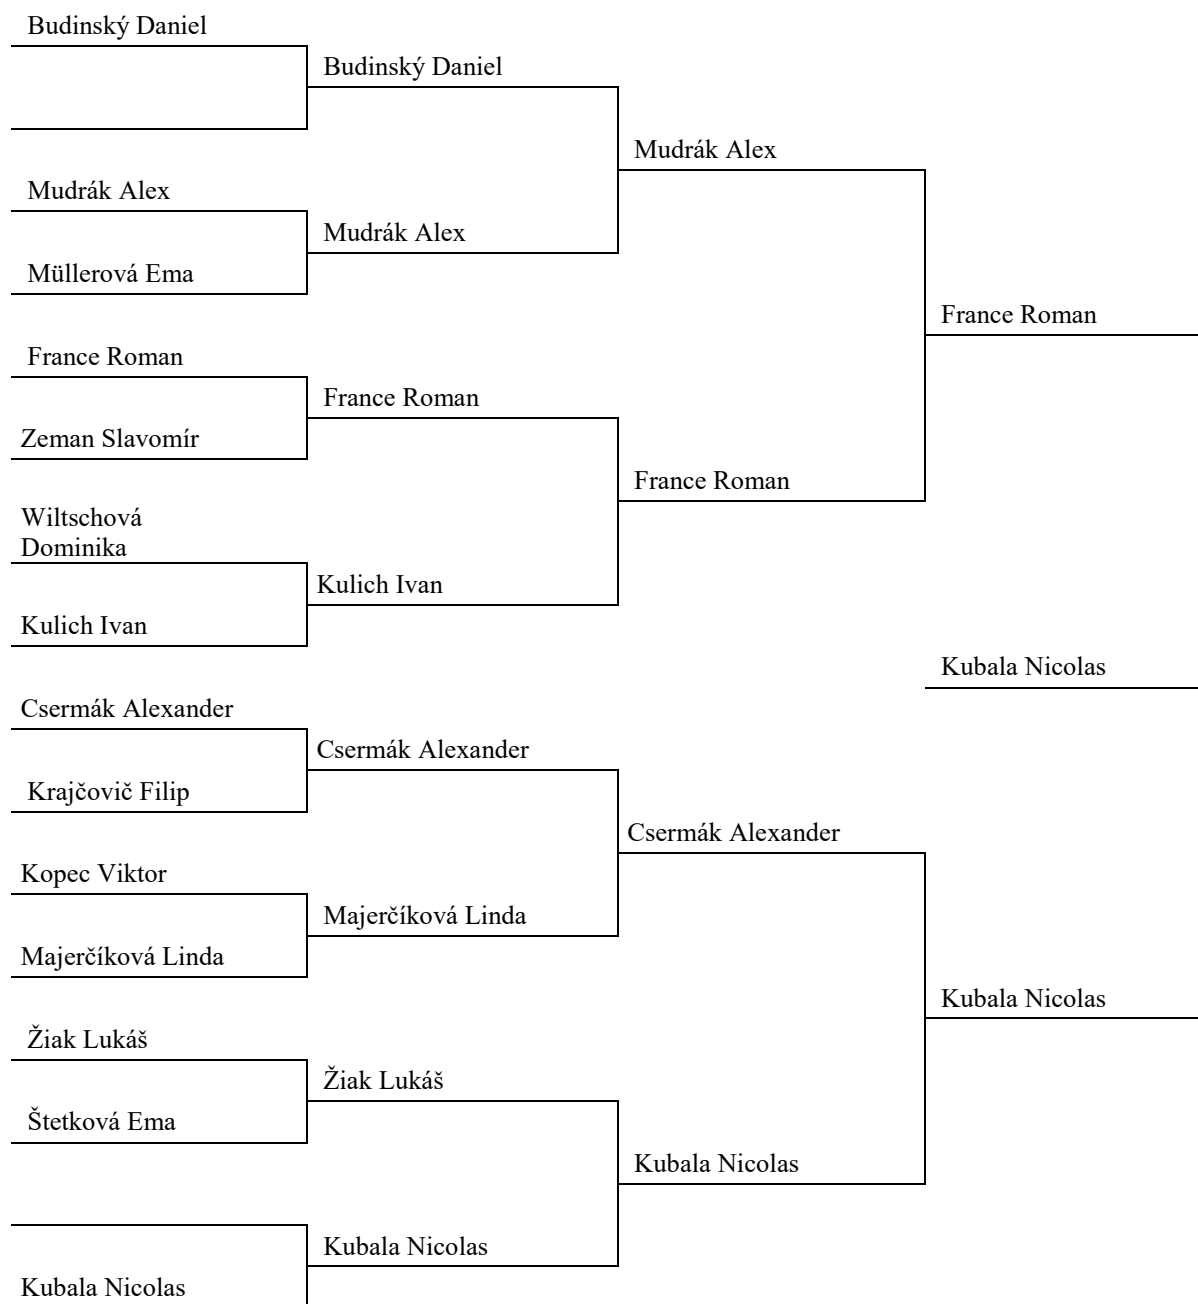 Budinský Daniel
Budinský Daniel
Mudrák Alex
Mudrák Alex
Mudrák Alex
Müllerová Ema
France Roman
France Roman
France Roman
Zeman Slavomír
France Roman
Wiltschová
Dominika
Kulich Ivan
Kulich Ivan
Kubala Nicolas
Csermák Alexander
Csermák Alexander
Krajčovič Filip
Csermák Alexander
Kopec Viktor
Majerčíková Linda
Majerčíková Linda
Kubala Nicolas
Žiak Lukáš
Žiak Lukáš
Štetková Ema
Kubala Nicolas
Kubala Nicolas
Kubala Nicolas